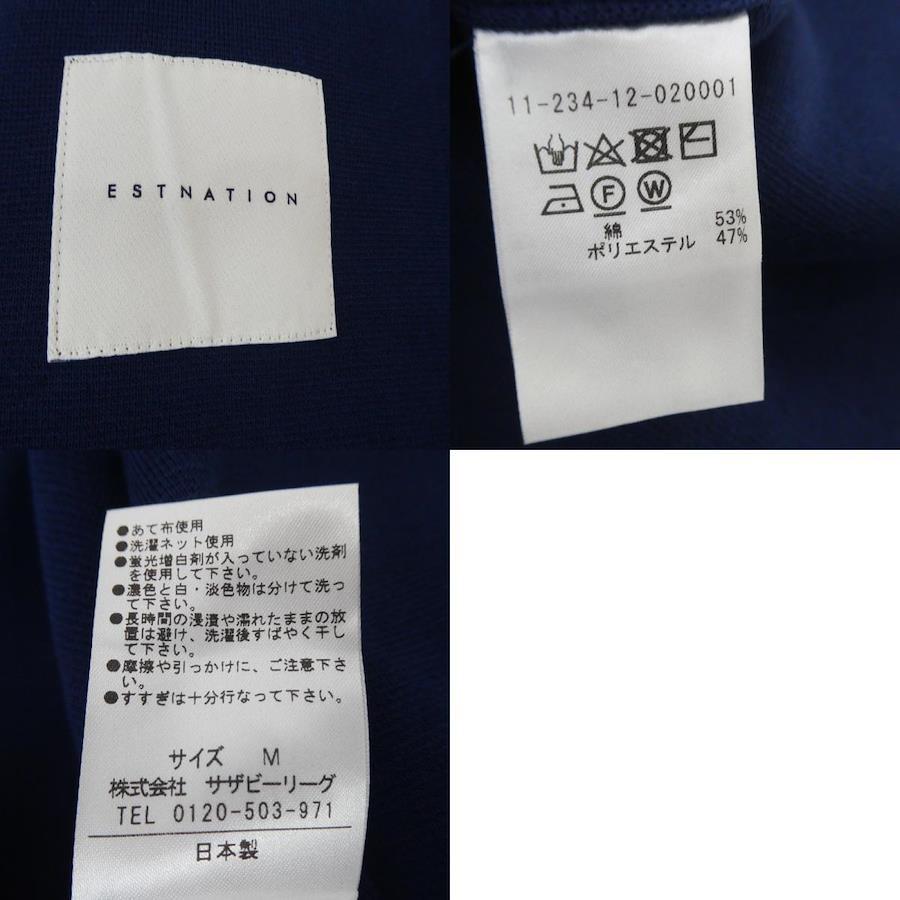 ESTNATION
11-234-12-020001
F W
綿 53%
ポリエステル 47%
●あて布使用
●洗濯ネット使用
●蛍光増白剤が入っていない洗剤
を使用して下さい。
●濃色と白・淡色物は分けて洗っ
て下さい。
●長時間の浸漬や濡れたままの放
置は避け、洗濯後すばやく干し
て下さい。
●摩擦や引っかけに、ご注意下さ
い。
●すすぎは十分行なって下さい。
サイズ M
株式会社 サザビーリーグ
TEL 0120-503-971
日本製